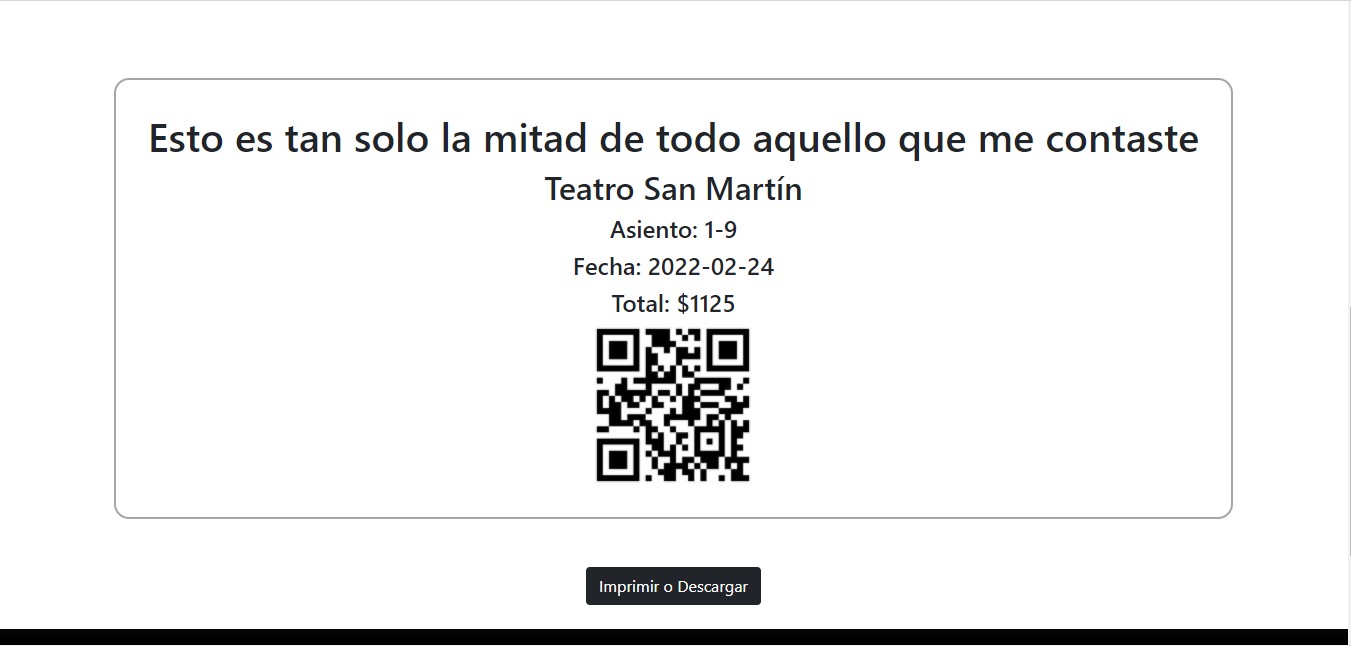 Esto es tan solo la mitad de todo aquello que me contaste
Teatro San Martín
Asiento: 1-9
Fecha: 2022-02-24
Total: $1125
Imprimir o Descargar